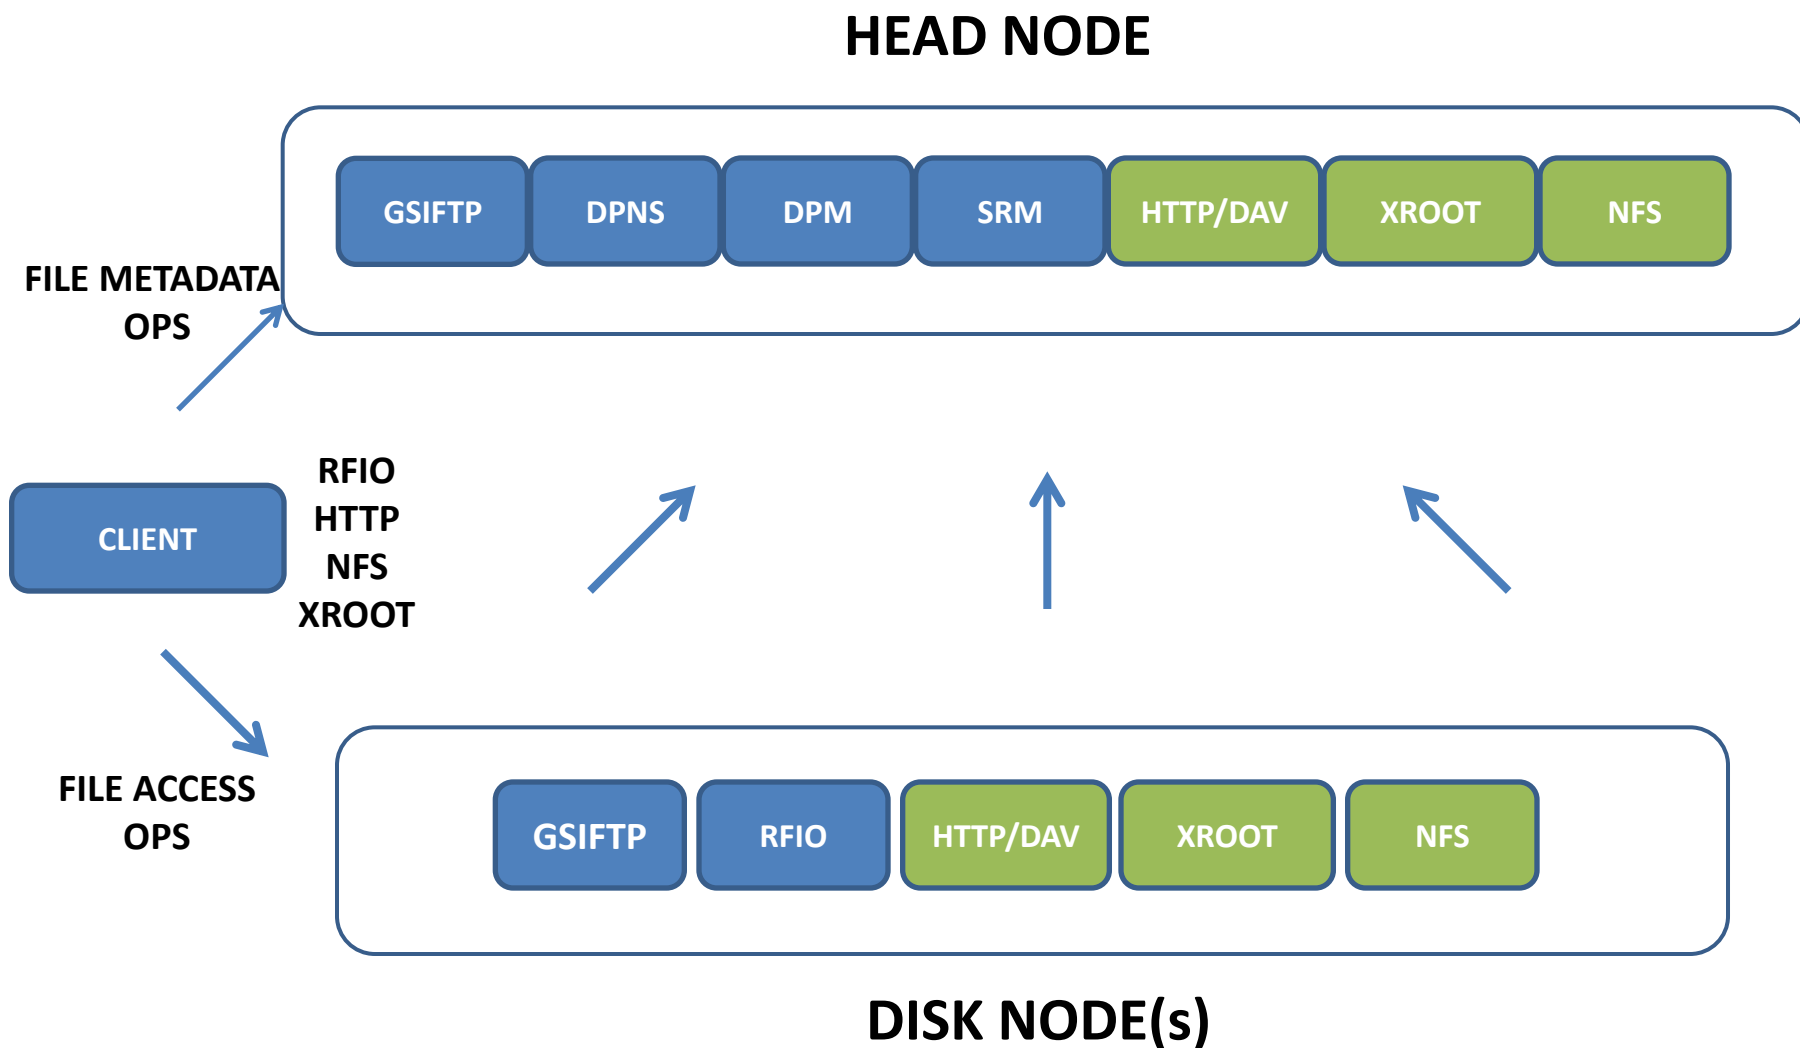 HEAD NODE
GSIFTP
DPNS
DPM
SRM
HTTP/DAV
XROOT
NFS
FILE METADATA
OPS
CLIENT
RFIO
HTTP
NFS
XROOT
FILE ACCESS
OPS
GSIFTP
RFIO
HTTP/DAV
XROOT
NFS
DISK NODE(s)